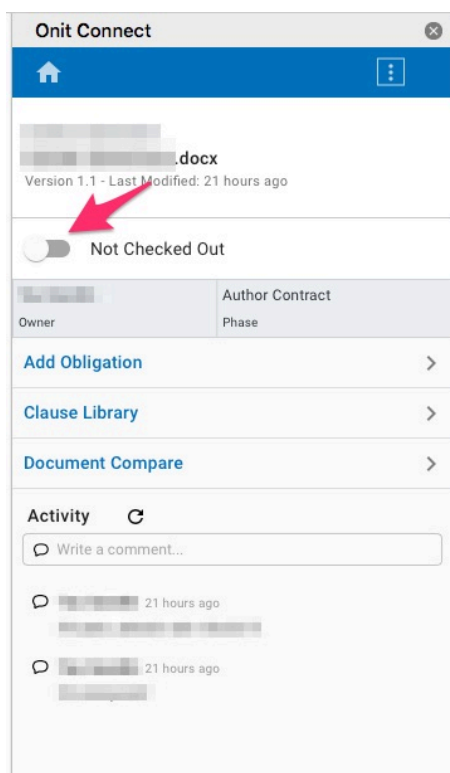 Onit Connect
.docx
Version 1.1 - Last Modified: 21 hours ago
Not Checked Out
Author Contract
Owner
Phase
Add Obligation
Clause Library
Document Compare
Activity
Write a comment...
21 hours ago
21 hours ago